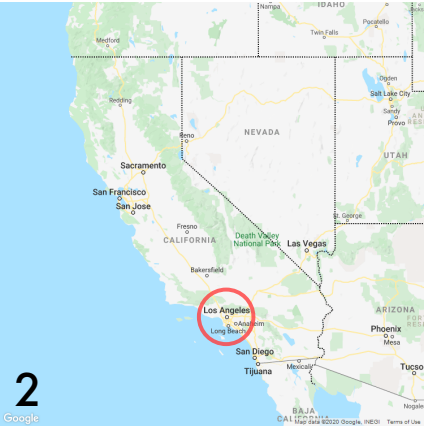 IDAHO
Nampa
Pocatello
Twin Falls
Medford
Ogden
Salt Lake City
Redding
Sandy
Provo
Reno
NEVADA
UTAH
Sacramento
San Francisco
San Jose
St. George
Fresno
Death Valley
National Park
CALIFORNIA
Las Vegas
Bakersfield
Los Angeles
ARIZONA
Anaheim
Long Beach
Phoenix
Mesa
San Diego
Mexicali
Tijuana
Tucso
2
Nogale
BAJA
CALIFORNIA
Google
Map data ©2020 Google, INEGI Terms of Use